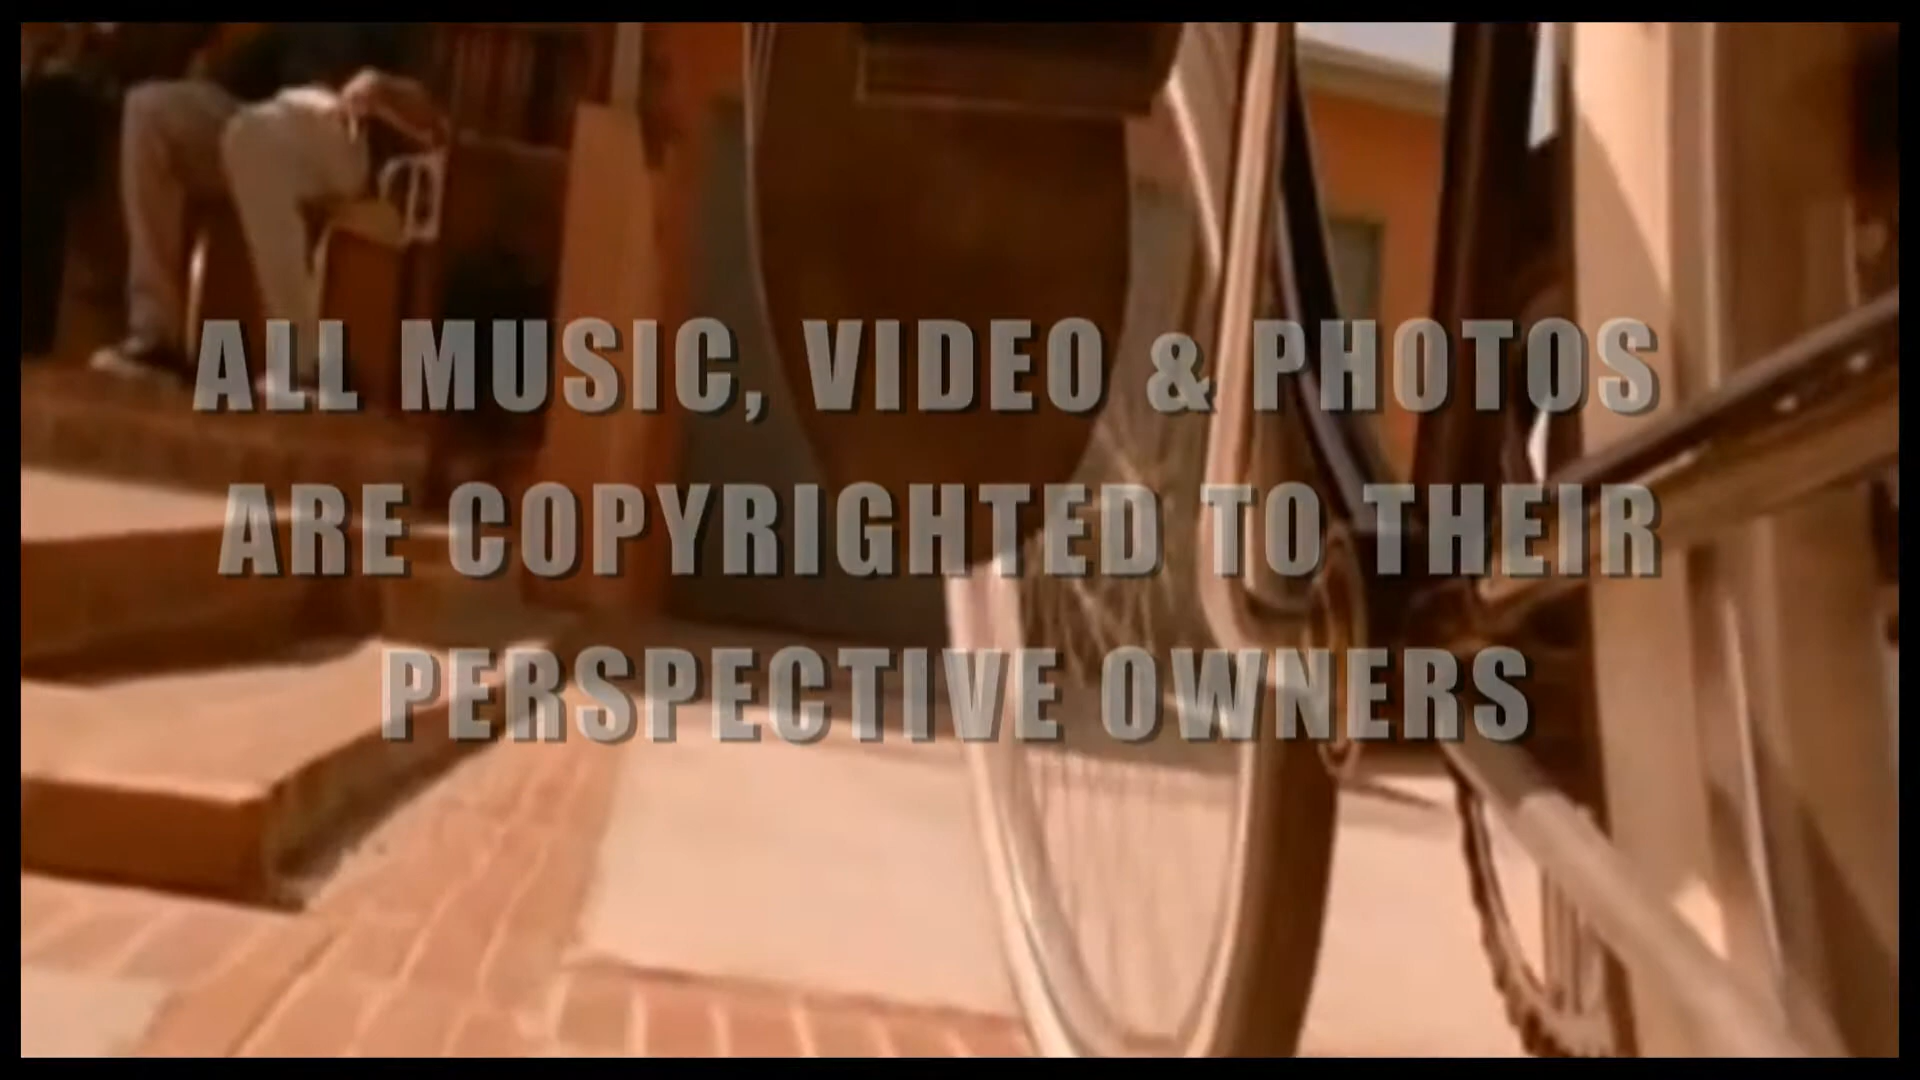 ALL MUSIC, VIDEO & PHOTOS
ARE COPYRIGHTED TO THEIR
PERSPECTIVE OWNERS